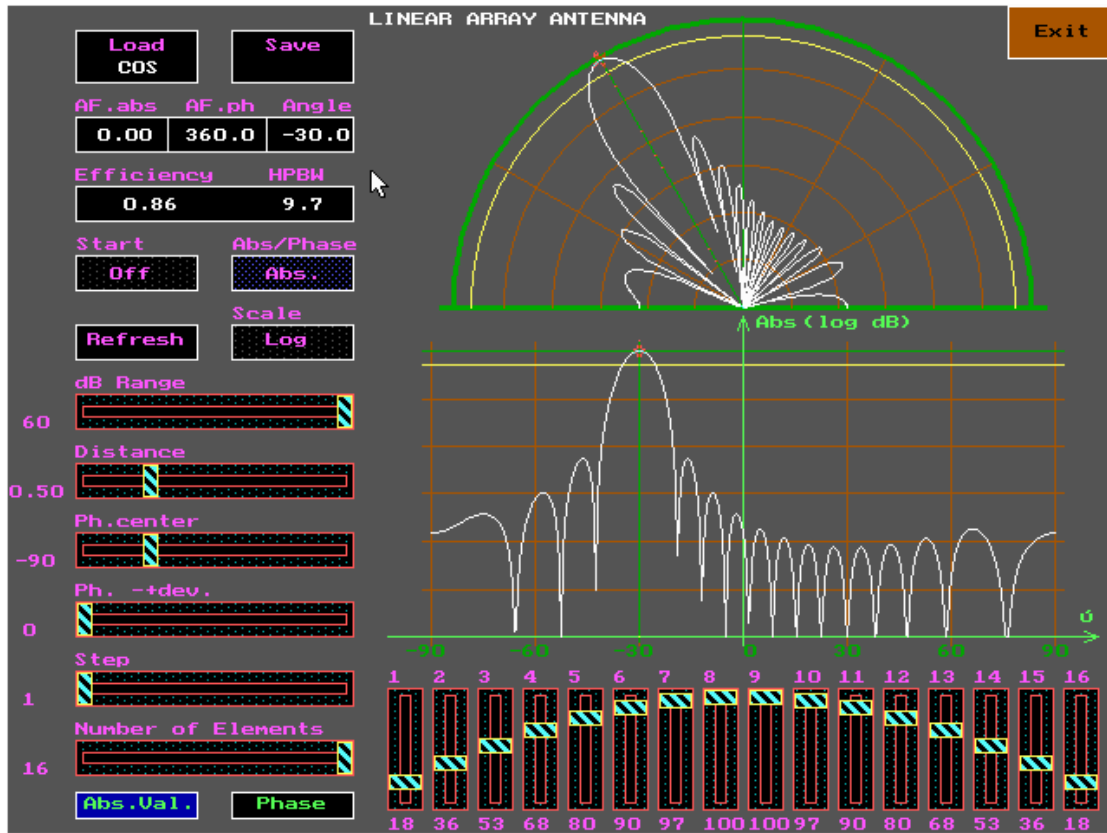 LINEAR ARRAY ANTENNA
Exit
Load
COS
Save
AF.abs AF.ph Angle
0.00 360.0 -30.0
Efficiency HPBW
0.86 9.7
Start Abs/Phase
Off Abs.
Scale
Refresh Log
Abs(log dB)
dB Range
60
Distance
0.50
Ph.center
-90
Ph. -+dev.
0
Step
1
Number of Elements
16
Abs.Val. Phase
ú
-90 -60 -30 0 30 60 90
1 2 3 4 5 6 7 8 9 10 11 12 13 14 15 16
18 36 53 68 80 90 97 100 100 97 90 80 68 53 36 18